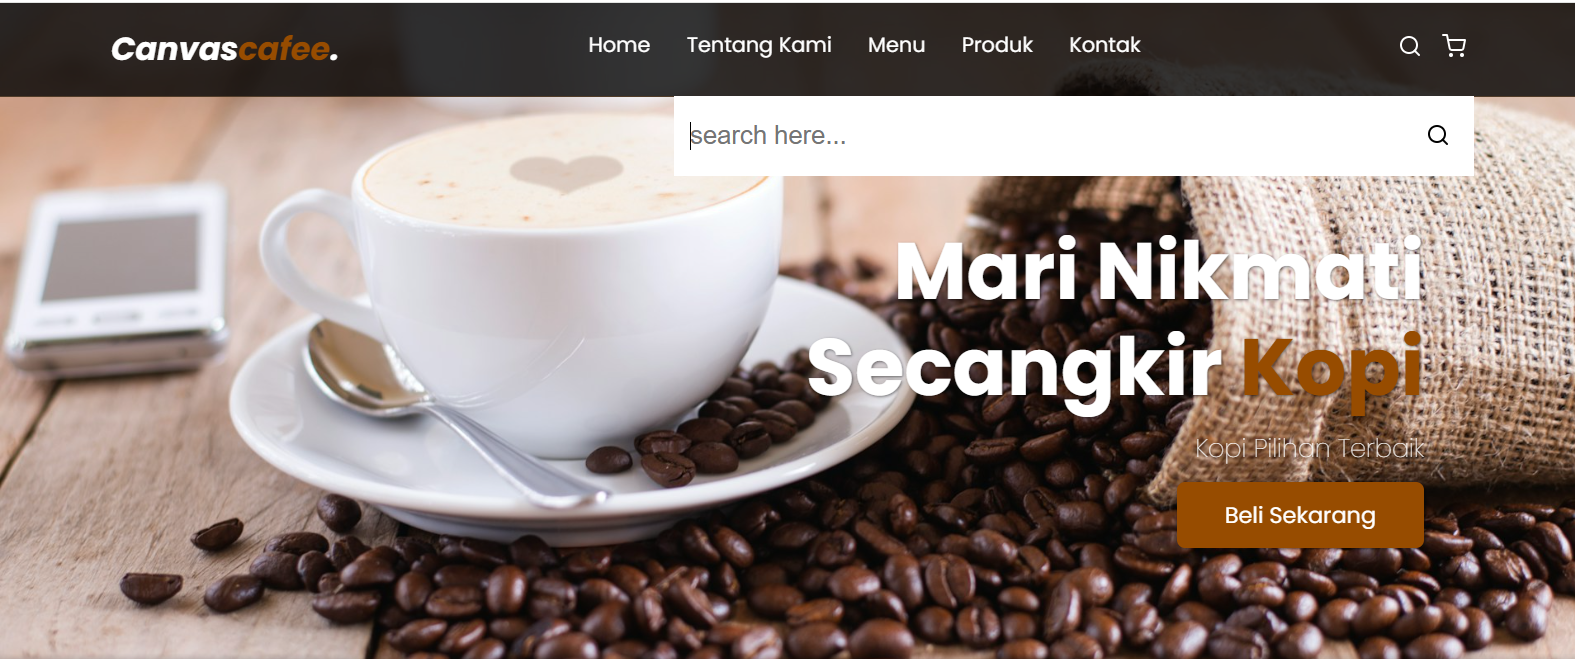 Canvascafee.
Home Tentang Kami Menu Produk Kontak
search here...
Mari Nikmati
Secangkir Kopi
Kopi Pilihan Terbaik
Beli Sekarang